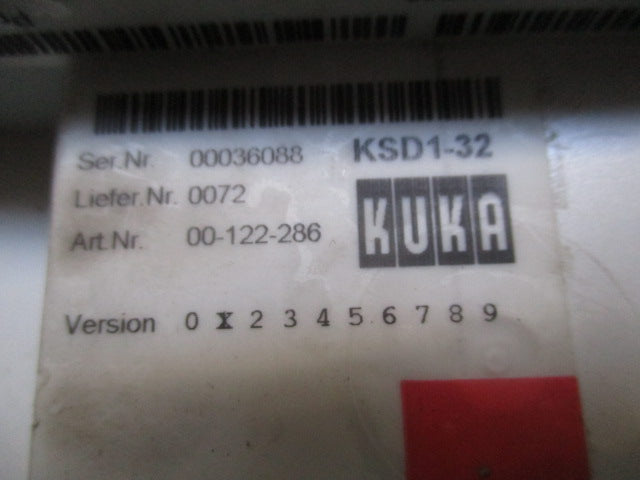 Ser.Nr. 00036088 KSD1-32
Liefer.Nr. 0072
KUKA
Art.Nr. 00-122-286
Version 0 X 2 3 4 5 6 7 8 9